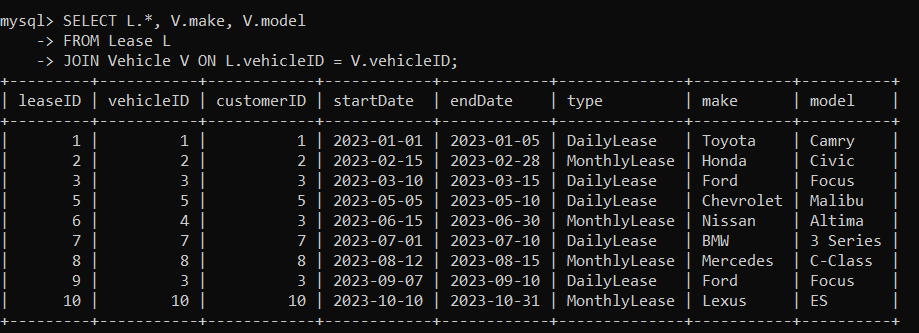 mysql> SELECT L.*, V.make, V.model
    -> FROM Lease L
    -> JOIN Vehicle V ON L.vehicleID = V.vehicleID;
+---------+-----------+------------+------------+------------+--------------+-----------+----------+
| leaseID | vehicleID | customerID | startDate  | endDate    | type         | make      | model    |
+---------+-----------+------------+------------+------------+--------------+-----------+----------+
|       1 |         1 |          1 | 2023-01-01 | 2023-01-05 | DailyLease   | Toyota    | Camry    |
|       2 |         2 |          2 | 2023-02-15 | 2023-02-28 | MonthlyLease | Honda     | Civic    |
|       3 |         3 |          3 | 2023-03-10 | 2023-03-15 | DailyLease   | Ford      | Focus    |
|       5 |         5 |          5 | 2023-05-05 | 2023-05-10 | DailyLease   | Chevrolet | Malibu   |
|       6 |         4 |          3 | 2023-06-15 | 2023-06-30 | MonthlyLease | Nissan    | Altima   |
|       7 |         7 |          7 | 2023-07-01 | 2023-07-10 | DailyLease   | BMW       | 3 Series |
|       8 |         8 |          8 | 2023-08-12 | 2023-08-15 | MonthlyLease | Mercedes  | C-Class  |
|       9 |         3 |          3 | 2023-09-07 | 2023-09-10 | DailyLease   | Ford      | Focus    |
|      10 |        10 |         10 | 2023-10-10 | 2023-10-31 | MonthlyLease | Lexus     | ES       |
+---------+-----------+------------+------------+------------+--------------+-----------+----------+